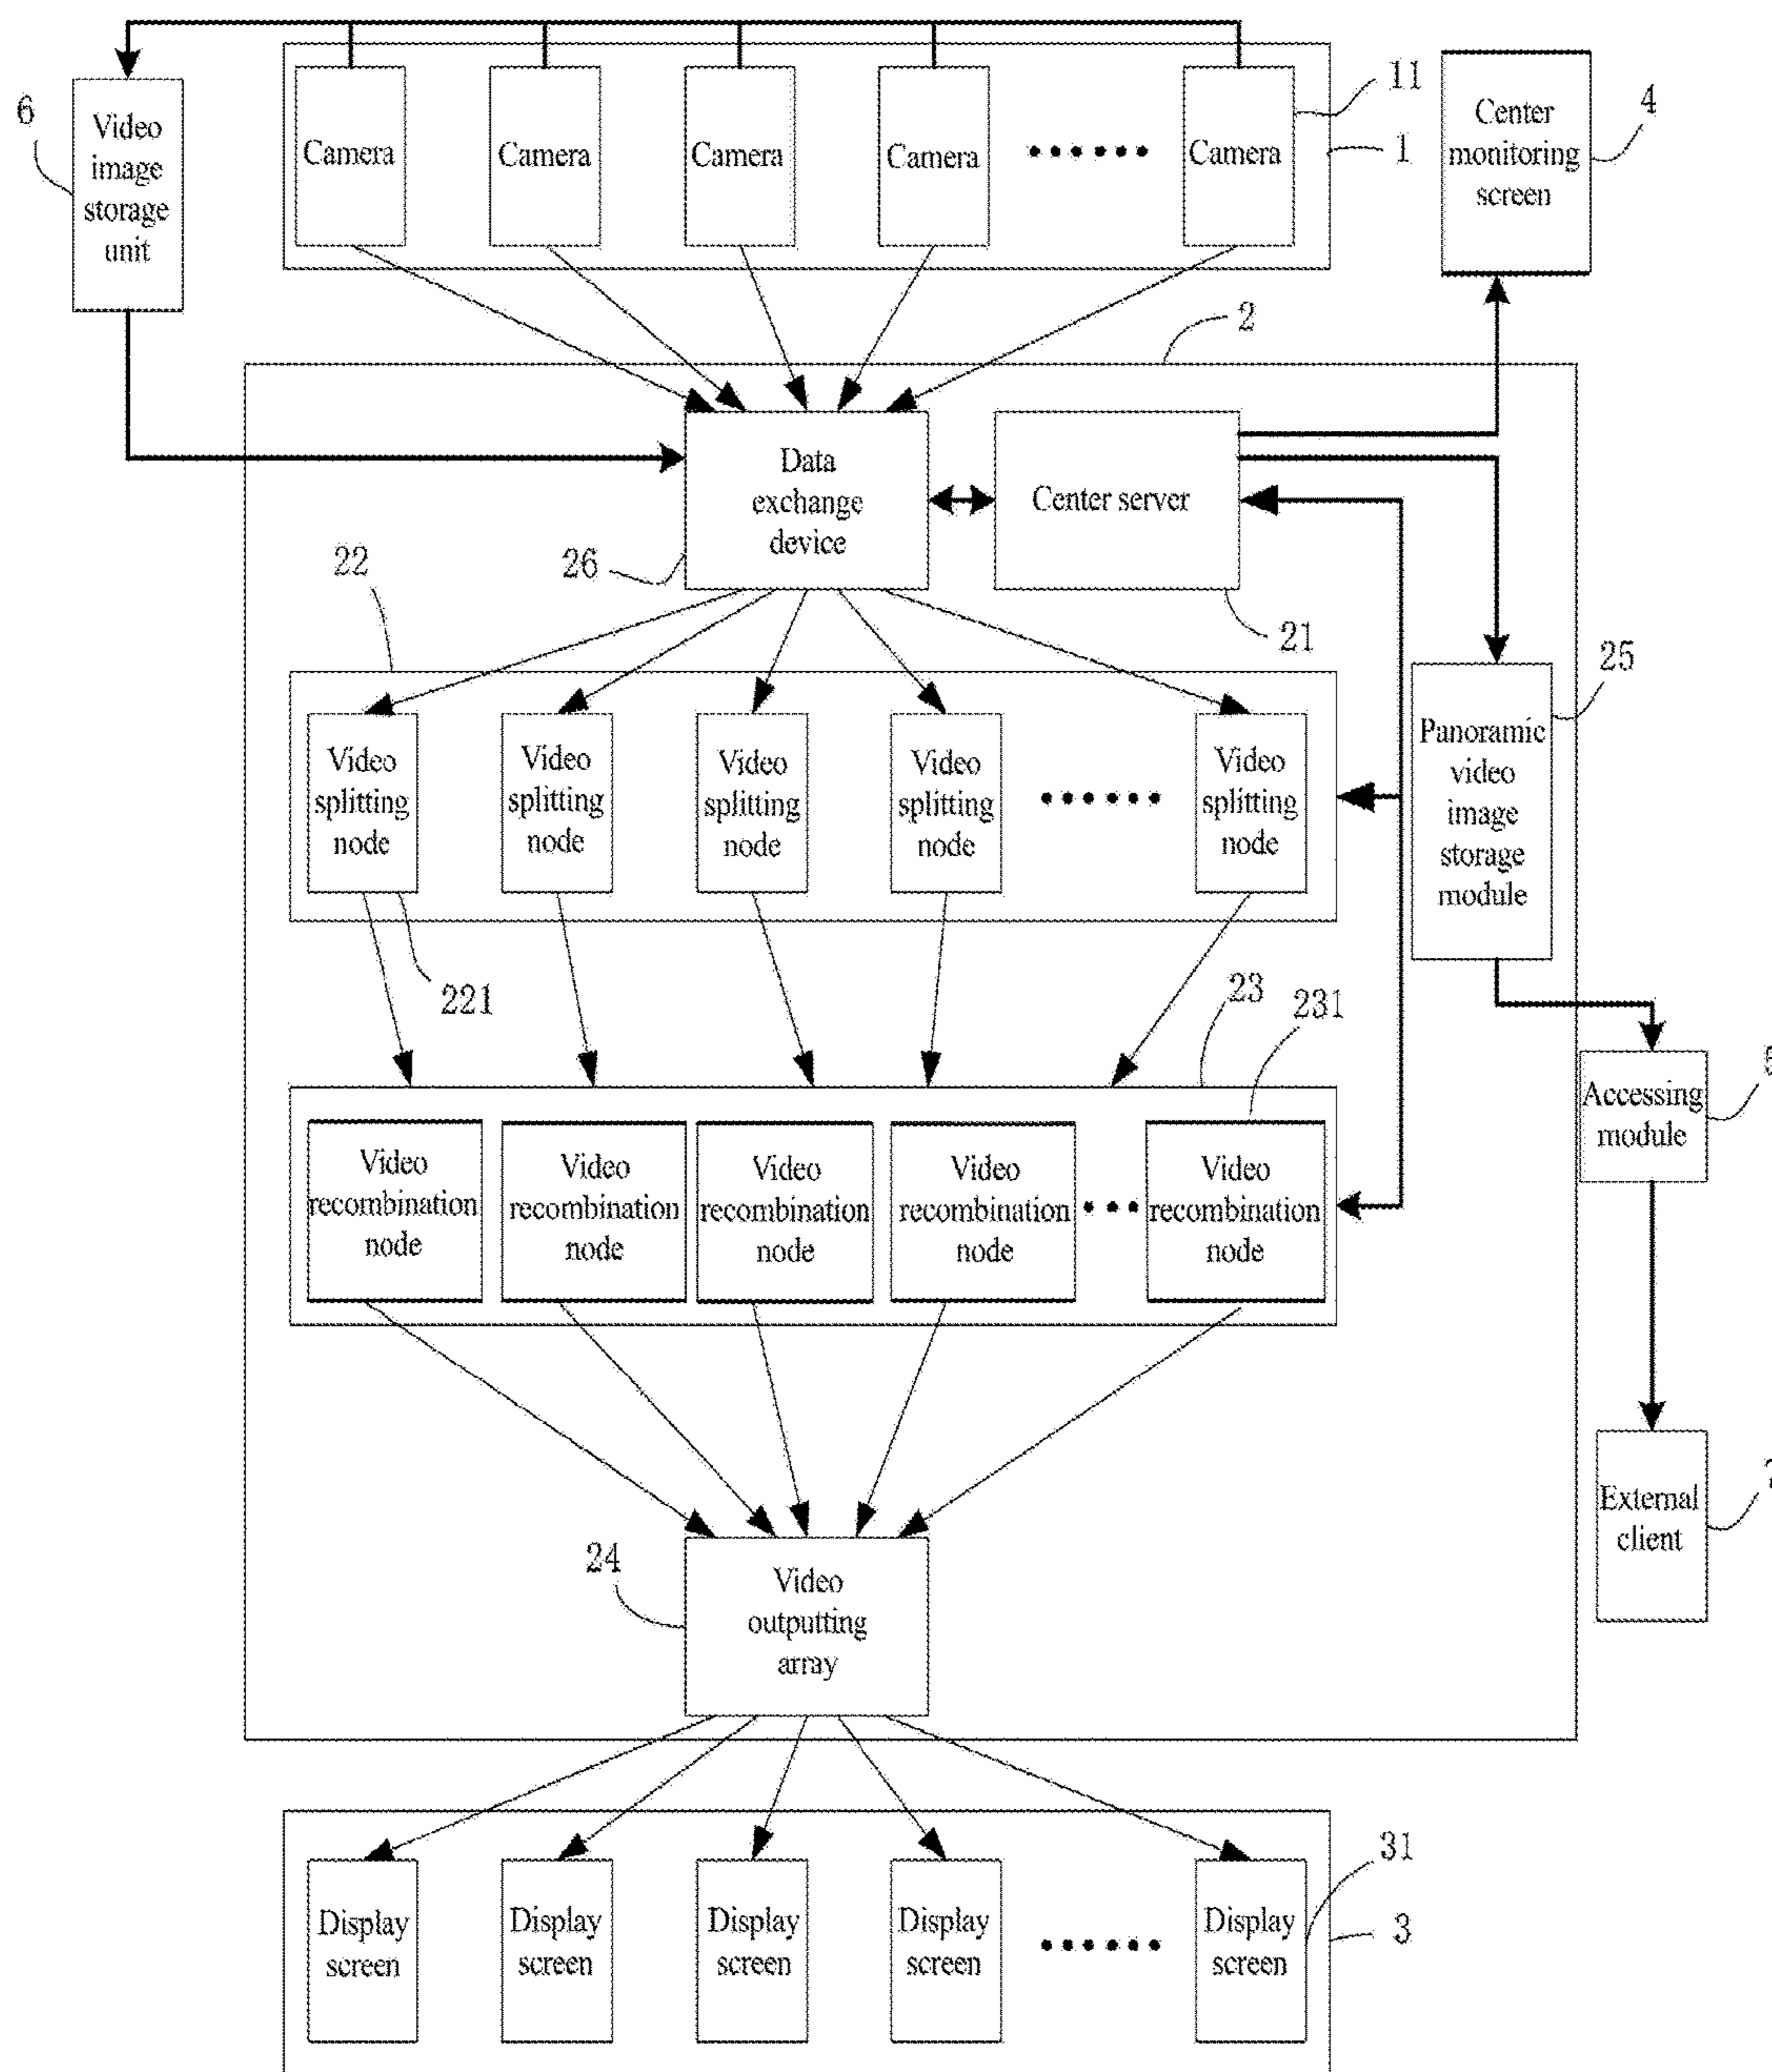 6
Video
image
storage
unit
Camera
Camera
Camera
Camera
Camera
11
1
Center
monitoring
screen
4
2
Data
exchange
device
26
Center server
21
22
Video
splitting
node
Video
splitting
node
Video
splitting
node
Video
splitting
node
Video
splitting
node
221
25
Panoramic
video
image
storage
module
23
231
Video
recombination
node
Video
recombination
node
Video
recombination
node
Video
recombination
node
Video
recombination
node
Accessing
module
5
External
client
24
Video
outputting
array
Display
screen
Display
screen
Display
screen
Display
screen
Display
screen
31
3